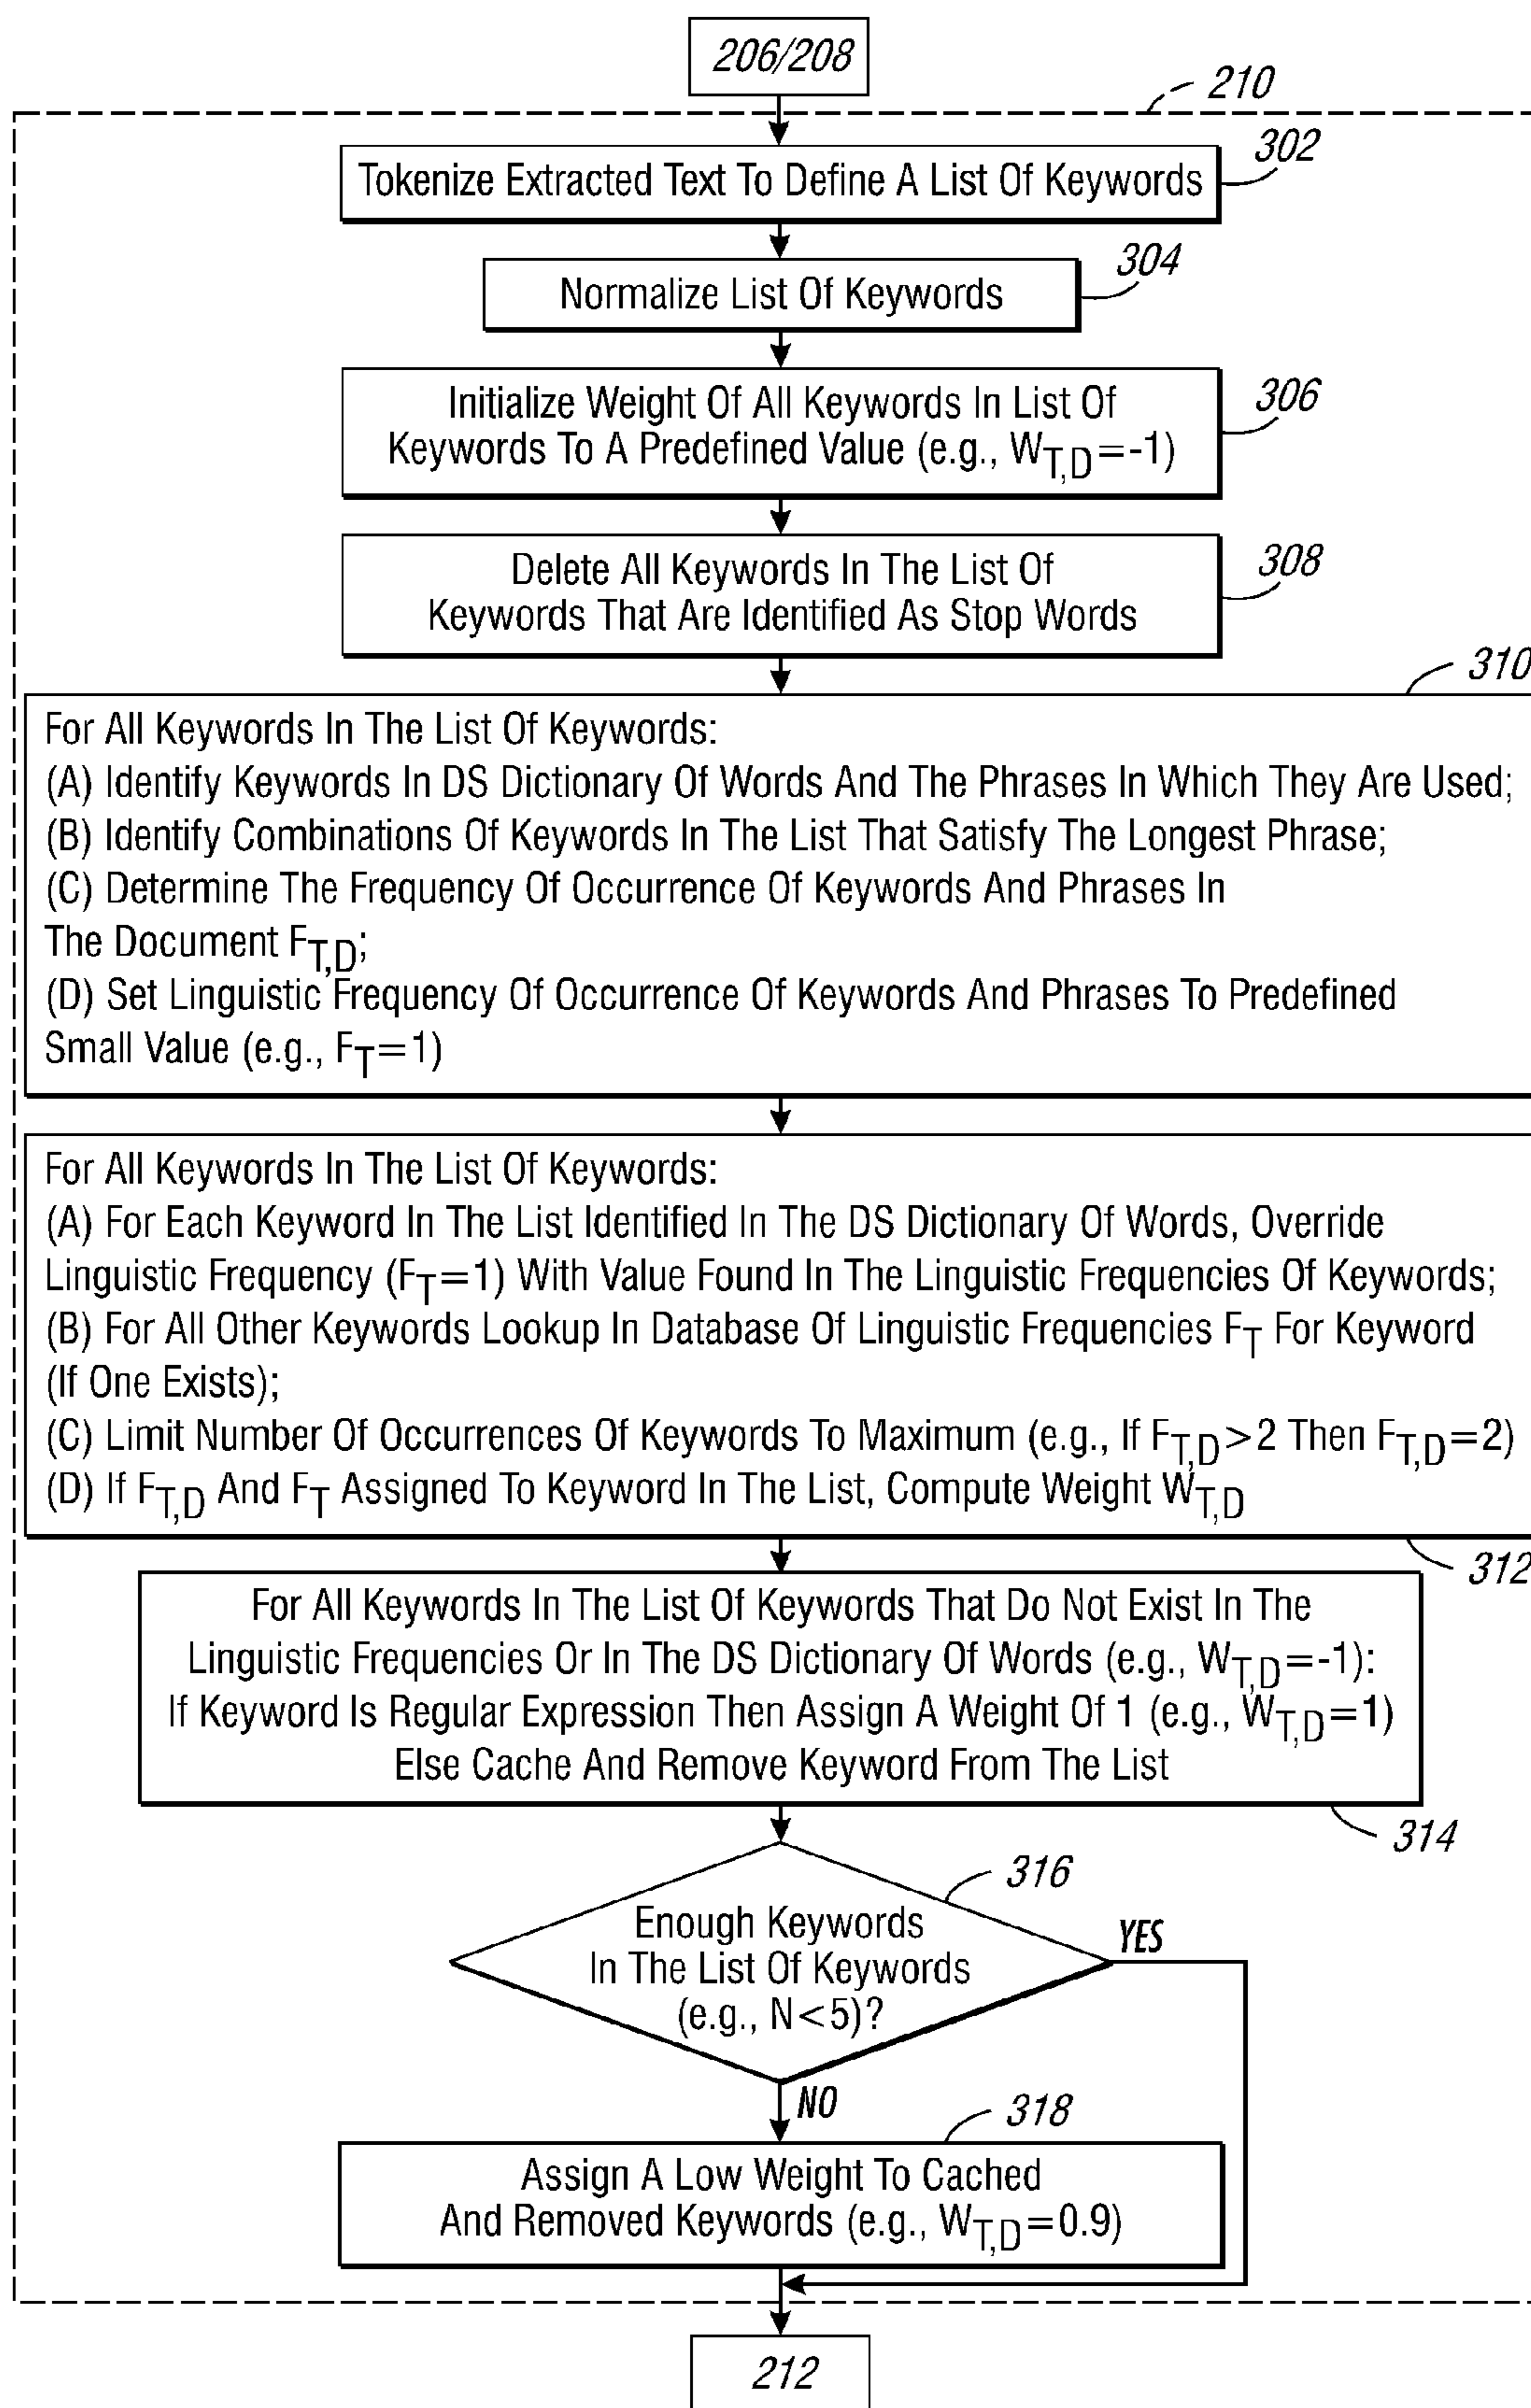 206/208
210
Tokenize Extracted Text To Define A List Of Keywords
302
Normalize List Of Keywords
304
Initialize Weight Of All Keywords In List Of
Keywords To A Predefined Value (e.g., WT,D=-1)
306
Delete All Keywords In The List Of
Keywords That Are Identified As Stop Words
308
310
For All Keywords In The List Of Keywords:
(A) Identify Keywords In DS Dictionary Of Words And The Phrases In Which They Are Used;
(B) Identify Combinations Of Keywords In The List That Satisfy The Longest Phrase;
(C) Determine The Frequency Of Occurrence Of Keywords And Phrases In
The Document FT,D;
(D) Set Linguistic Frequency Of Occurrence Of Keywords And Phrases To Predefined
Small Value (e.g., FT=1)
For All Keywords In The List Of Keywords:
(A) For Each Keyword In The List Identified In The DS Dictionary Of Words, Override
Linguistic Frequency (FT=1) With Value Found In The Linguistic Frequencies Of Keywords;
(B) For All Other Keywords Lookup In Database Of Linguistic Frequencies FT For Keyword
(If One Exists);
(C) Limit Number Of Occurrences Of Keywords To Maximum (e.g., If FT,D>2 Then FT,D=2)
(D) If FT,D And FT Assigned To Keyword In The List, Compute Weight WT,D
312
For All Keywords In The List Of Keywords That Do Not Exist In The
Linguistic Frequencies Or In The DS Dictionary Of Words (e.g., WT,D=-1):
If Keyword Is Regular Expression Then Assign A Weight Of 1 (e.g., WT,D=1)
Else Cache And Remove Keyword From The List
314
316
Enough Keywords
In The List Of Keywords
(e.g., N<5)?
YES
NO
318
Assign A Low Weight To Cached
And Removed Keywords (e.g., WT,D=0.9)
212